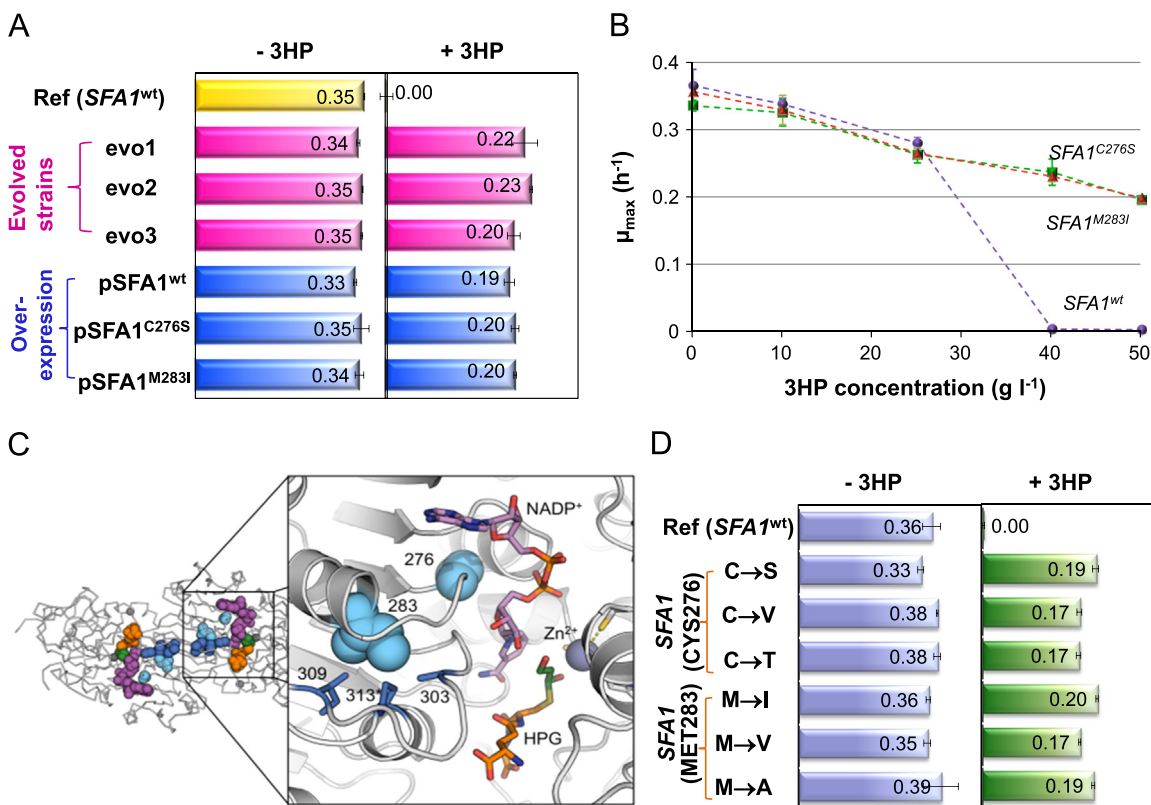 A
- 3HP
+ 3HP
Ref (SFA1wt)
0.35
0.00
Evolved strains
evo1
0.34
0.22
evo2
0.35
0.23
evo3
0.35
0.20
Over-expression
pSFA1wt
0.33
0.19
pSFA1C276S
0.35
0.20
pSFA1M283I
0.34
0.20
B
µmax (h-1)
0.4
0.3
0.2
0.1
0
0
10
20
30
40
50
3HP concentration (g l-1)
SFA1C276S
SFA1M283I
SFA1wt
C
NADP+
276
283
Zn2+
309
313*
303
HPG
D
- 3HP
+ 3HP
Ref (SFA1wt)
0.36
0.00
SFA1
(CYS276)
C→S
0.33
0.19
C→V
0.38
0.17
C→T
0.38
0.17
SFA1
(MET283)
M→I
0.36
0.20
M→V
0.35
0.17
M→A
0.39
0.19